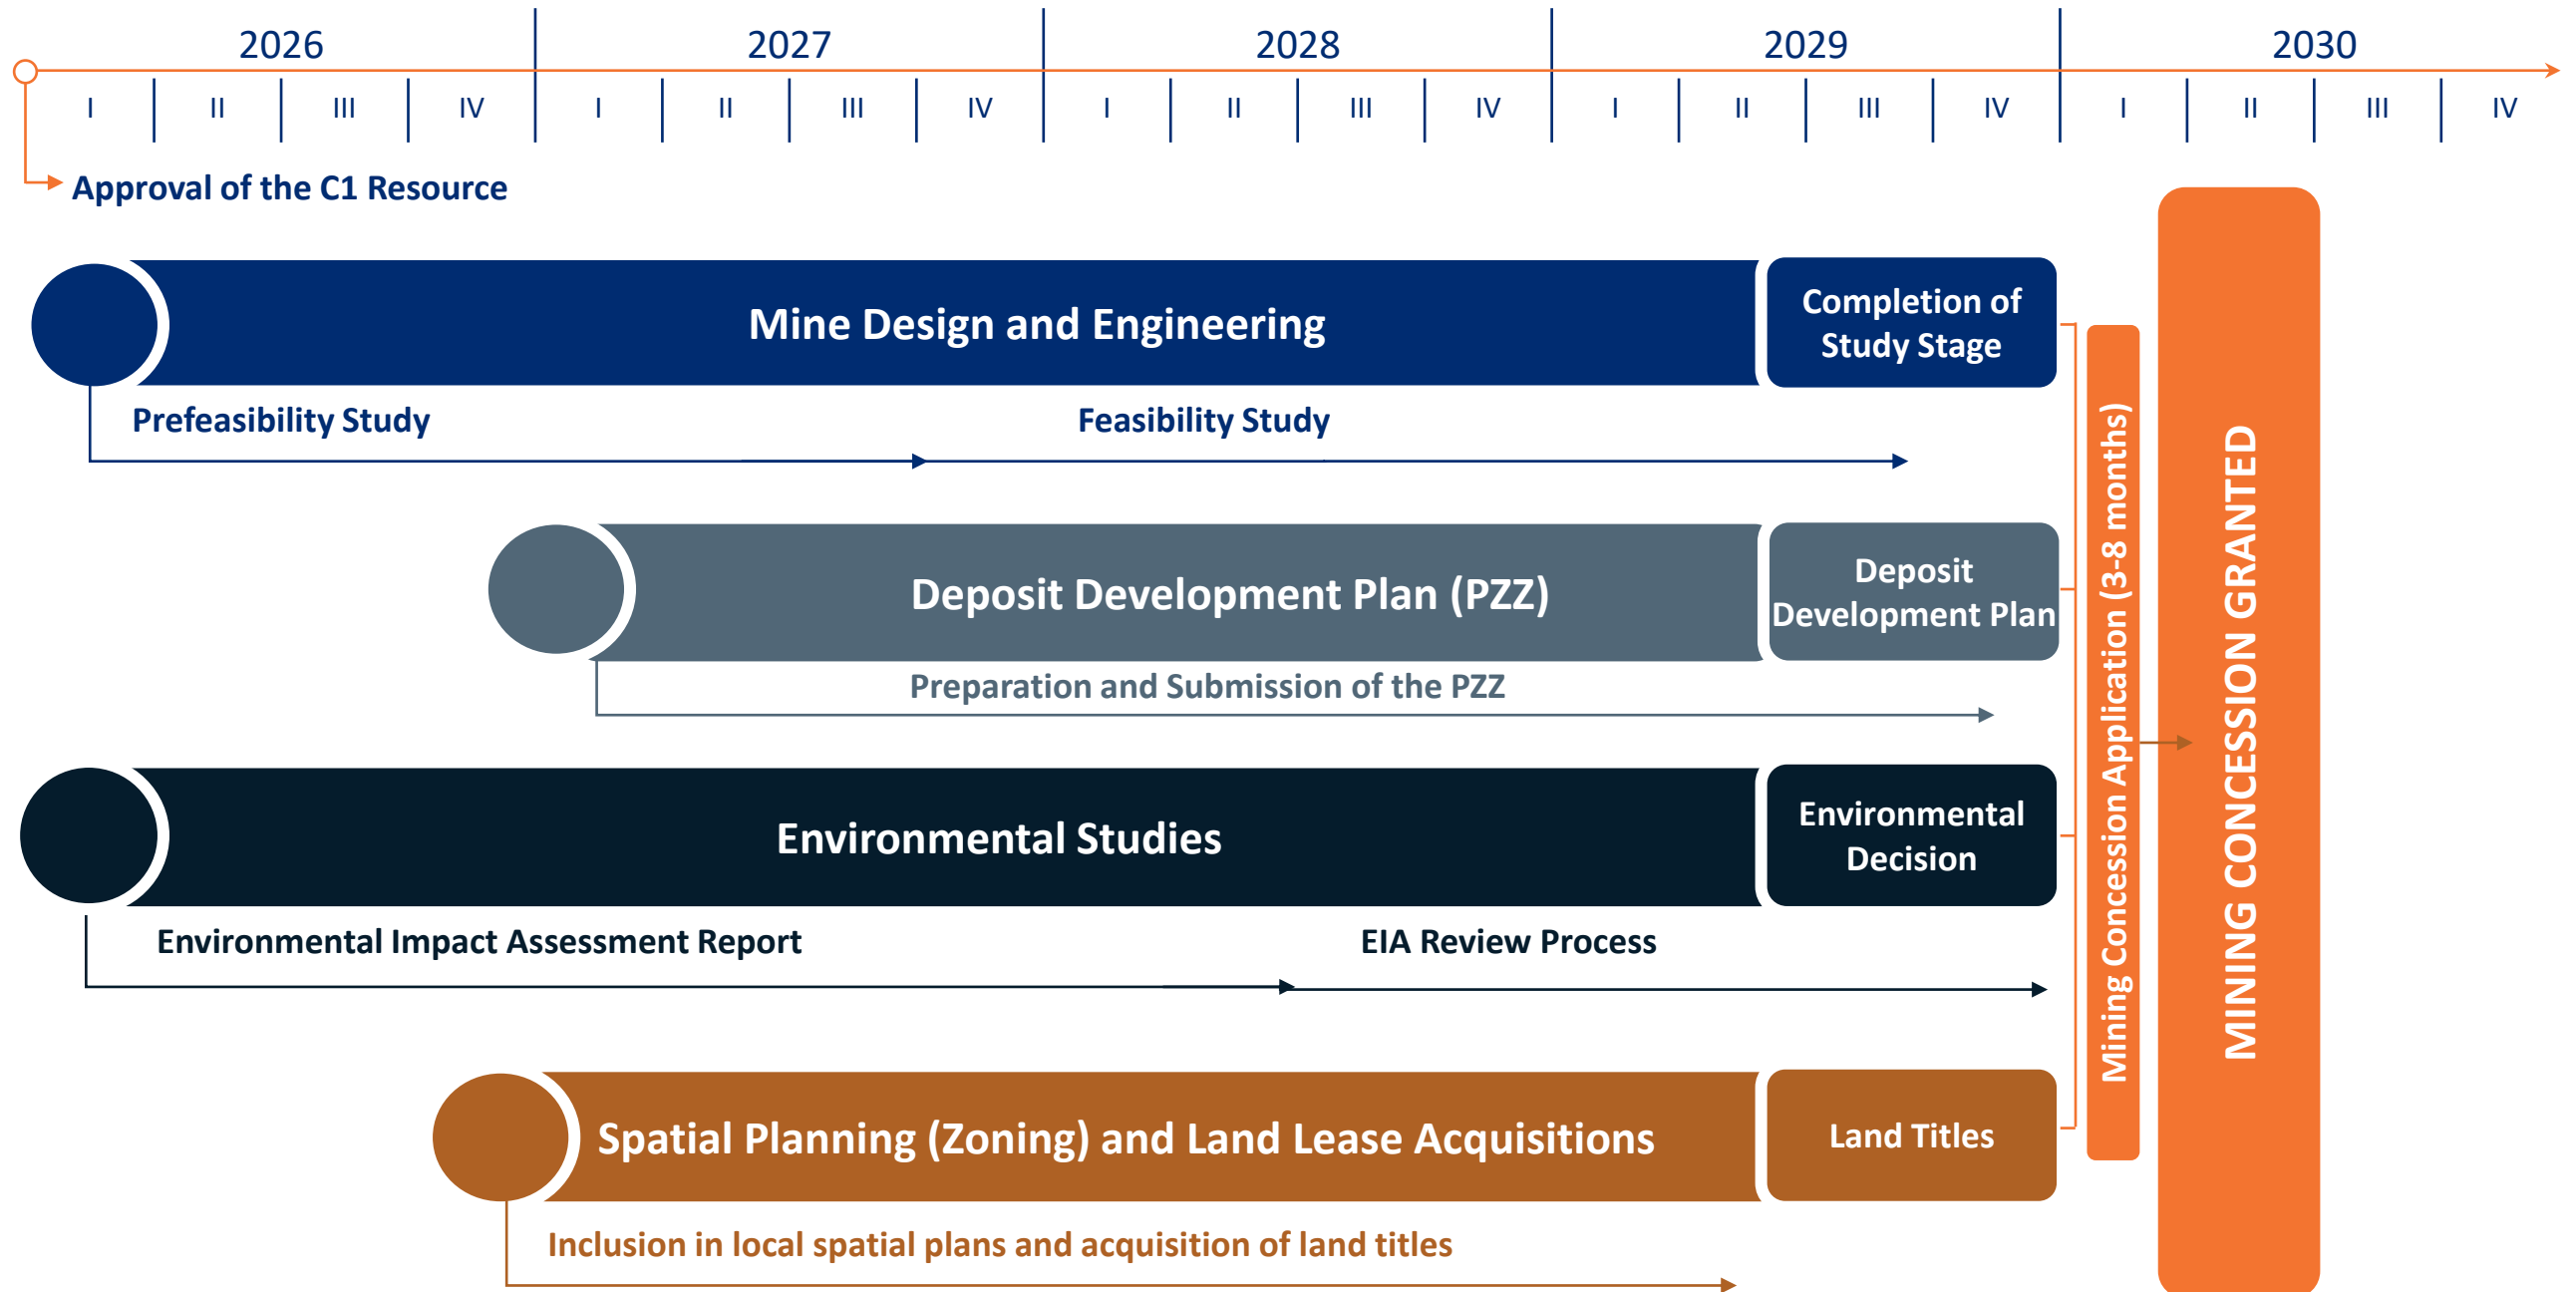 2026
2027
2028
2029
2030
I II III IV I II III IV I II III IV I II III IV I II III IV
Approval of the C1 Resource
Mine Design and Engineering
Completion of
Study Stage
Prefeasibility Study
Feasibility Study
Deposit Development Plan (PZZ)
Deposit
Development Plan
Preparation and Submission of the PZZ
Environmental Studies
Environmental
Decision
Environmental Impact Assessment Report
EIA Review Process
Spatial Planning (Zoning) and Land Lease Acquisitions
Land Titles
Inclusion in local spatial plans and acquisition of land titles
Mining Concession Application (3-8 months)
MINING CONCESSION GRANTED